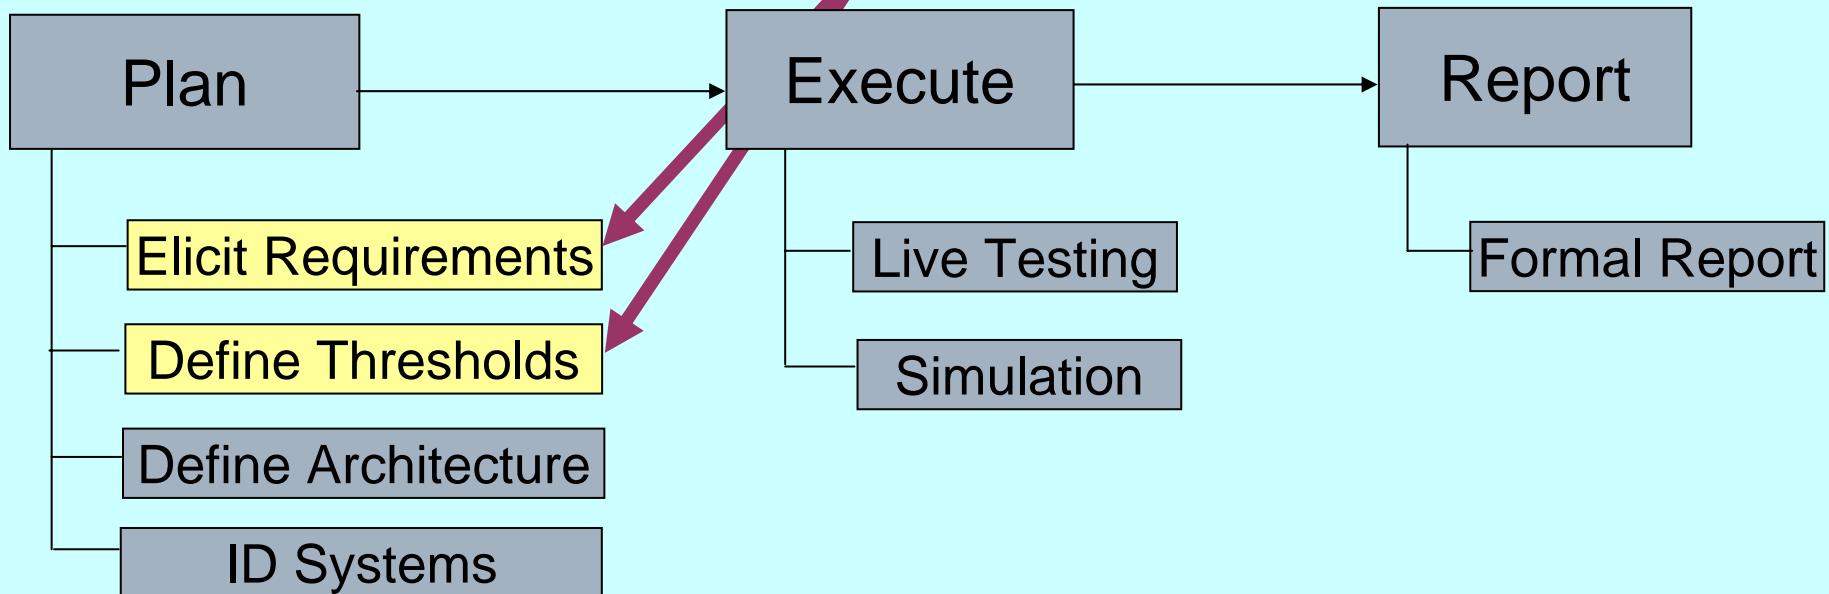 Plan
Execute
Report
Elicit Requirements
Define Thresholds
Define Architecture
ID Systems
Live Testing
Simulation
Formal Report